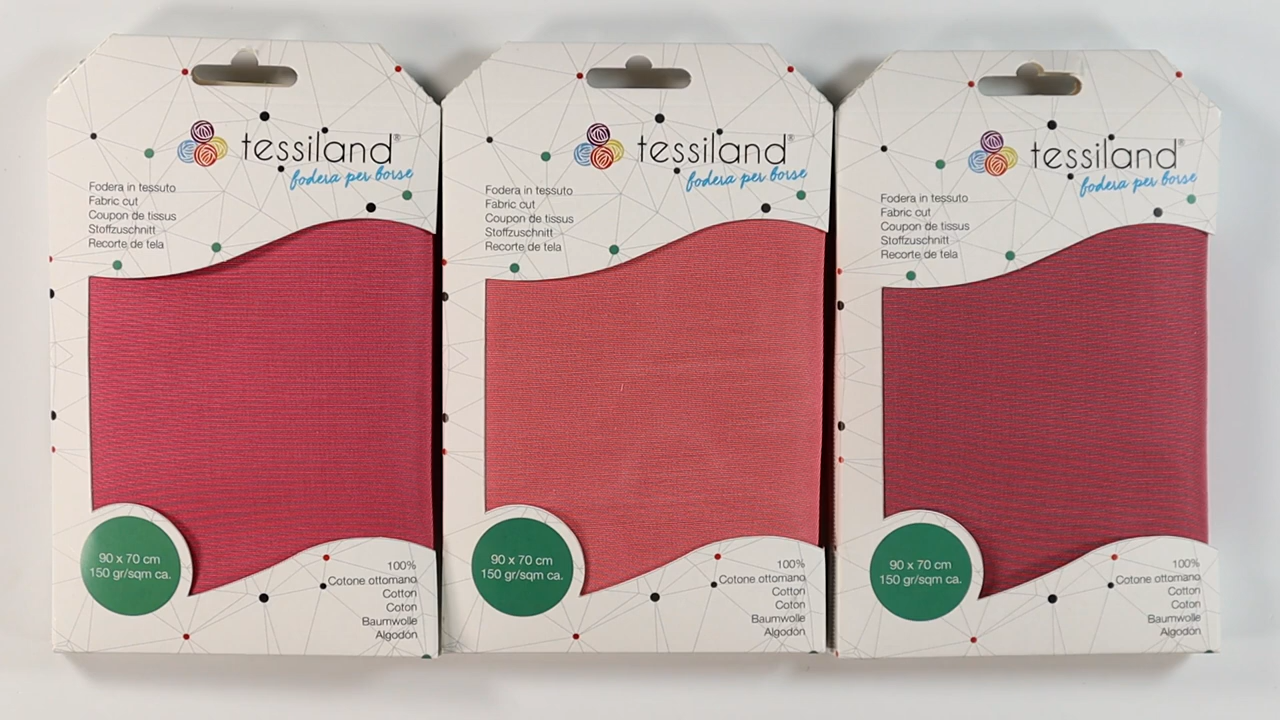 tessiland®
fodera per borse
Fodera in tessuto
Fabric cut
Coupon de tissus
Stoffzuschnitt
Recorte de tela
90 x 70 cm
150 gr/sqm ca.
100%
Cotone ottomano
Cotton
Coton
Baumwolle
Algodón
tessiland®
fodera per borse
Fodera in tessuto
Fabric cut
Coupon de tissus
Stoffzuschnitt
Recorte de tela
90 x 70 cm
150 gr/sqm ca.
100%
Cotone ottomano
Cotton
Coton
Baumwolle
Algodón
tessiland®
fodera per borse
Fodera in tessuto
Fabric cut
Coupon de tissus
Stoffzuschnitt
Recorte de tela
90 x 70 cm
150 gr/sqm ca.
100%
Cotone ottomano
Cotton
Coton
Baumwolle
Algodón